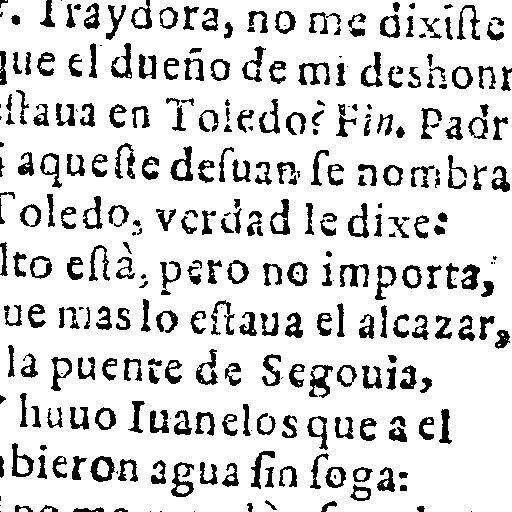 . Traydora, no me dixiſte
que el dueño de mi deshonr
eſtaua en Toledo? Fin. Padr
aqueſte deſuan ſe nombra
Toledo, verdad le dixe:
lto eſtà, pero no importa,
ue mas lo eſtaua el alcazar,
la puente de Segouia,
huuo Iuanelos que a el
bieron agua ſin ſoga: